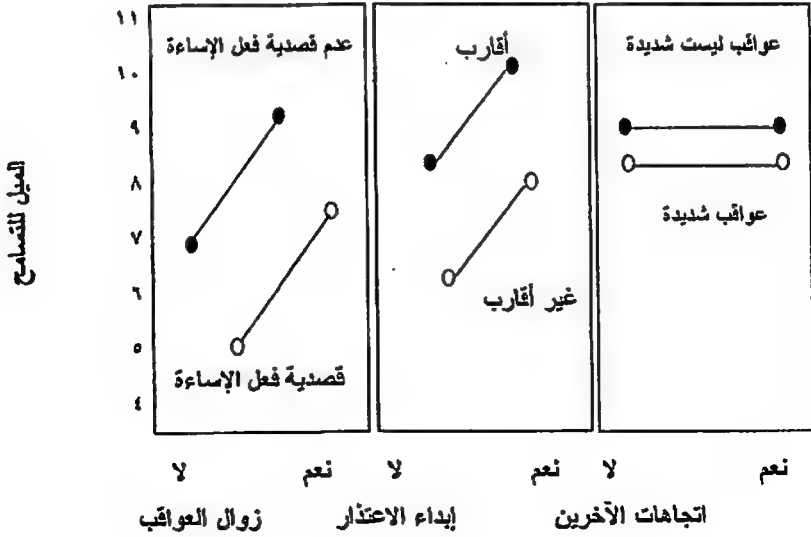 الميل للتسامح
١١
١٠
٩
٨
٧
٦
٥
٤
عدم قصدية فعل الإساءة
قصدية فعل الإساءة
أقارب
غير أقارب
عواقب ليست شديدة
عواقب شديدة
لا نعم لا نعم لا نعم
زوال العواقب إبداء الاعتذار اتجاهات الآخرين